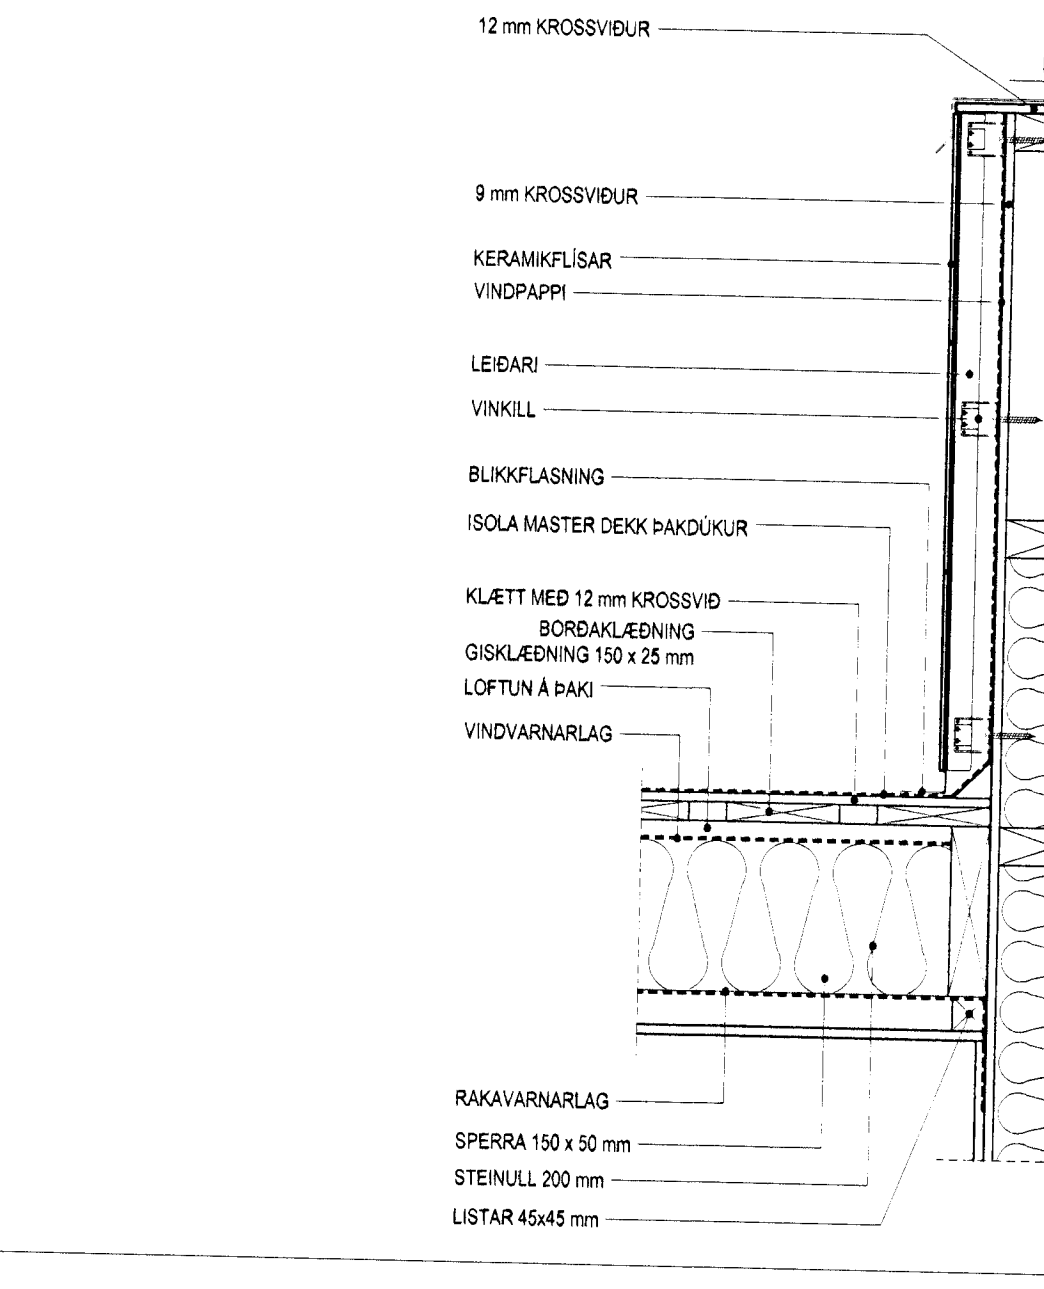 12 mm KROSSVIÐUR
9 mm KROSSVIÐUR
KERAMIKFLÍSAR
VINDPAPPI
LEIÐARI
VINKILL
BLIKKFLASNING
ISOLA MASTER DEKK ÞAKDÚKUR
KLÆTT MEÐ 12 mm KROSSVIÐ
BORÐAKLÆÐNING
GISKLÆÐNING 150 x 25 mm
LOFTUN Á ÞAKI
VINDVARNARLAG
RAKAVARNARLAG
SPERRA 150 x 50 mm
STEINULL 200 mm
LISTAR 45x45 mm